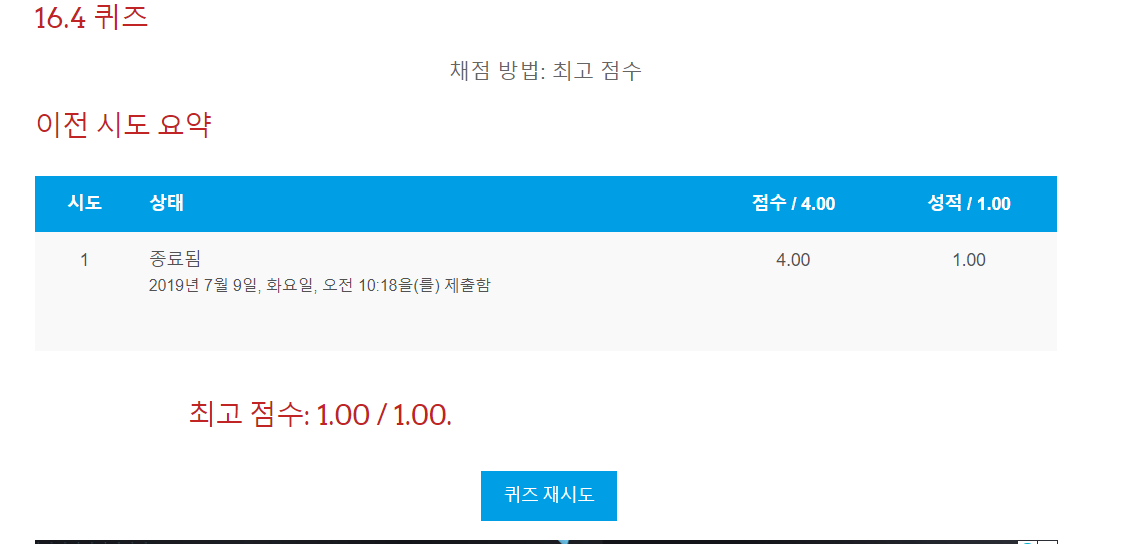 16.4 퀴즈
채점 방법: 최고 점수
이전 시도 요약
시도 상태 점수 / 4.00 성적 / 1.00
1 종료됨 4.00 1.00
2019년 7월 9일, 화요일, 오전 10:18을(를) 제출함
최고 점수: 1.00 / 1.00.
퀴즈 재시도